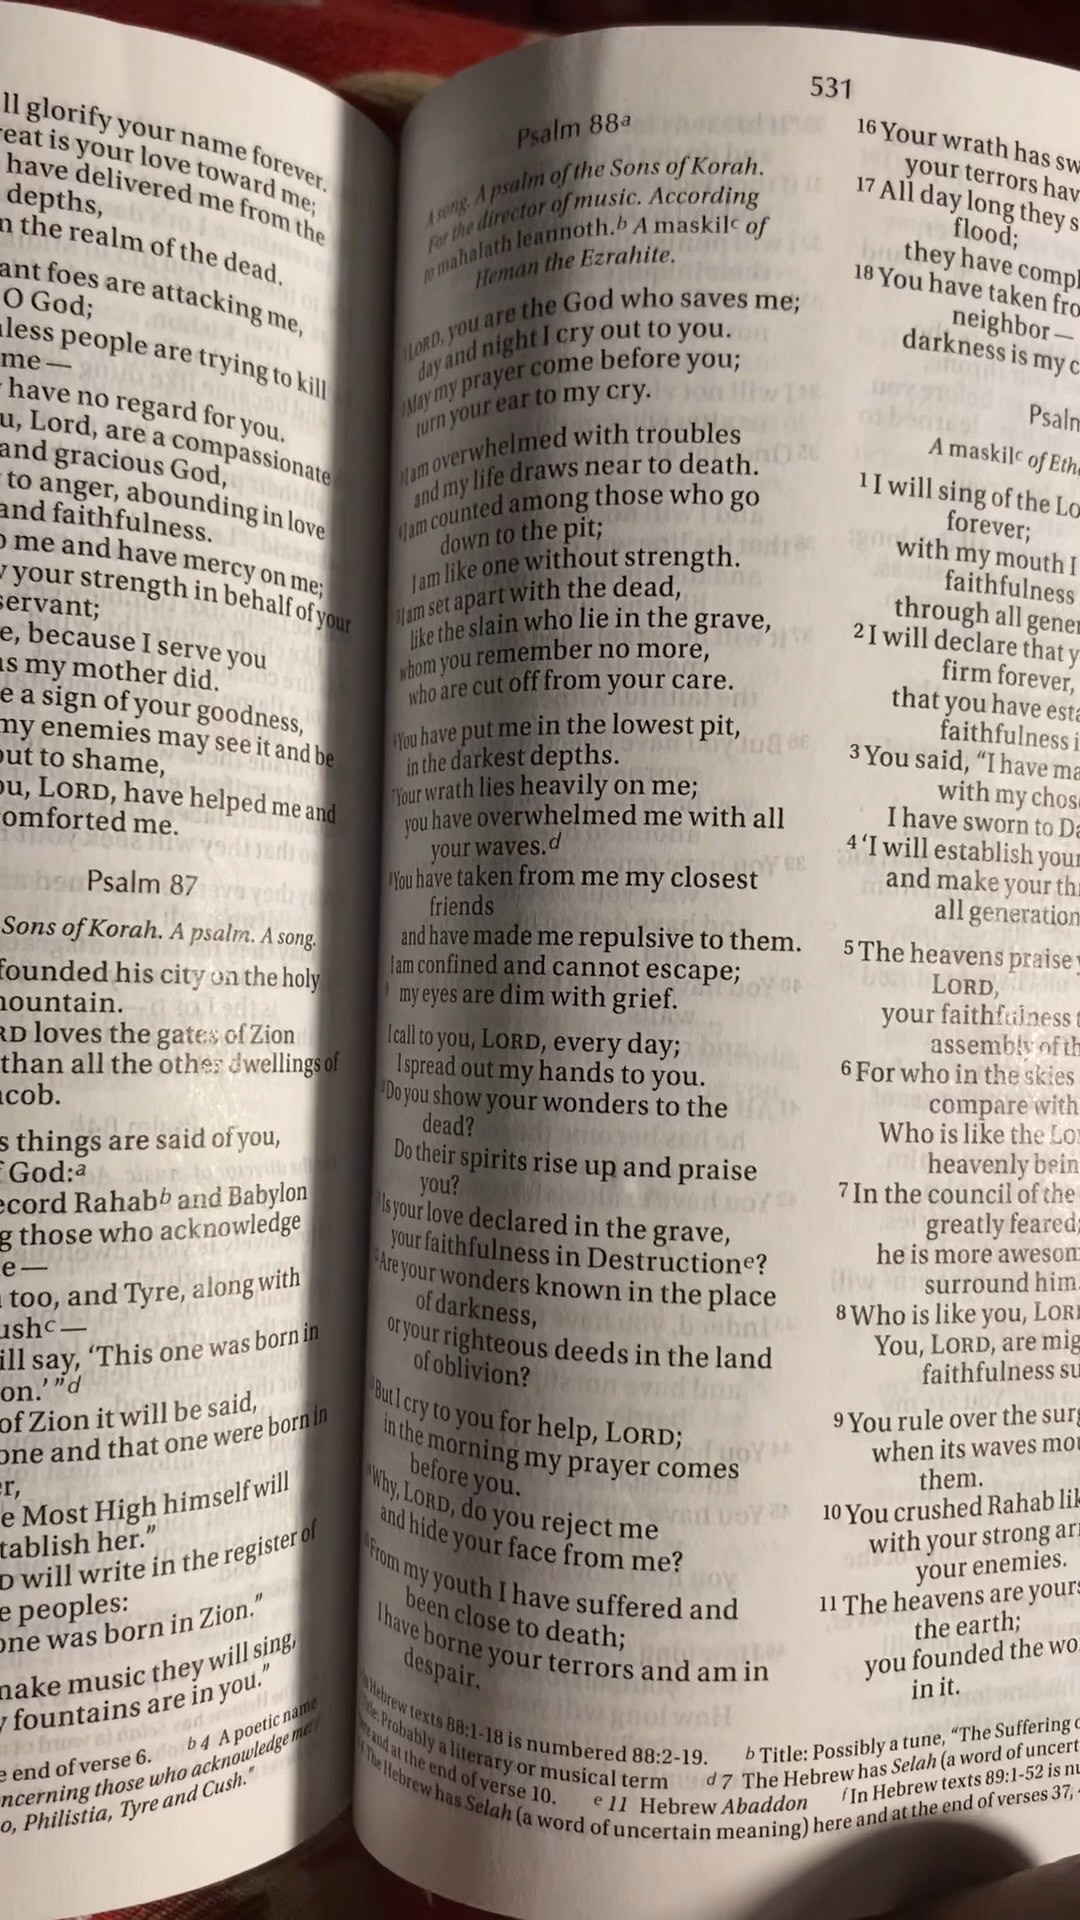 ll glorify your name forever.
reat is your love toward me;
have delivered me from the
depths,
n the realm of the dead.
ant foes are attacking me,
O God;
less people are trying to kill
me—
have no regard for you.
u, Lord, are a compassionate
and gracious God,
to anger, abounding in love
and faithfulness.
o me and have mercy on me;
y your strength in behalf of your
servant;
e, because I serve you
as my mother did.
e a sign of your goodness,
my enemies may see it and be
out to shame,
ou, LORD, have helped me and
omforted me.
Psalm 87
Sons of Korah. A psalm. A song.
founded his city on the holy
mountain.
RD loves the gates of Zion
than all the other dwellings of
acob.
s things are said of you,
f God:a
ecord Rahabb and Babylon
g those who acknowledge
e—
too, and Tyre, along with
ushc—
ill say, ‘This one was born in
on.’ ”d
of Zion it will be said,
one and that one were born in
er,
e Most High himself will
tablish her.”
D will write in the register of
e peoples:
one was born in Zion.”
make music they will sing,
y fountains are in you.”
e end of verse 6. b 4 A poetic name
ncerning those who acknowledge me: /
o, Philistia, Tyre and Cush.”
531
Psalm 88a
A song. A psalm of the Sons of Korah.
For the director of music. According
to mahalath leannoth.b A maskilc of
Heman the Ezrahite.
1LORD, you are the God who saves me;
day and night I cry out to you.
2May my prayer come before you;
turn your ear to my cry.
3I am overwhelmed with troubles
and my life draws near to death.
4I am counted among those who go
down to the pit;
I am like one without strength.
5I am set apart with the dead,
like the slain who lie in the grave,
whom you remember no more,
who are cut off from your care.
6You have put me in the lowest pit,
in the darkest depths.
7Your wrath lies heavily on me;
you have overwhelmed me with all
your waves.d
8You have taken from me my closest
friends
and have made me repulsive to them.
I am confined and cannot escape;
my eyes are dim with grief.
I call to you, LORD, every day;
I spread out my hands to you.
Do you show your wonders to the
dead?
Do their spirits rise up and praise
you?
Is your love declared in the grave,
your faithfulness in Destructione?
Are your wonders known in the place
of darkness,
or your righteous deeds in the land
of oblivion?
But I cry to you for help, LORD;
in the morning my prayer comes
before you.
Why, LORD, do you reject me
and hide your face from me?
From my youth I have suffered and
been close to death;
I have borne your terrors and am in
despair.
16 Your wrath has sw
your terrors hav
17 All day long they s
flood;
they have compl
18 You have taken fro
neighbor—
darkness is my c
Psalm
A maskilc of Eth
1 I will sing of the Lo
forever;
with my mouth I
faithfulness
through all gener
2 I will declare that y
firm forever,
that you have esta
faithfulness i
3 You said, “I have ma
with my chose
I have sworn to Da
4 ‘I will establish your
and make your thr
all generation
5 The heavens praise
LORD,
your faithfulness t
assembly of th
6 For who in the skies
compare with
Who is like the LO
heavenly bein
7 In the council of the
greatly feared;
he is more awesom
surround him.
8 Who is like you, LORD
You, LORD, are mig
faithfulness su
9 You rule over the surg
when its waves mou
them.
10 You crushed Rahab lik
with your strong ar
your enemies.
11 The heavens are yours
the earth;
you founded the wo
in it.
Hebrew texts 88:1-18 is numbered 88:2-19. b Title: Possibly a tune, “The Suffering o
Title: Probably a literary or musical term d 7 The Hebrew has Selah (a word of uncert
here and at the end of verse 10. e 11 Hebrew Abaddon f In Hebrew texts 89:1-52 is nu
The Hebrew has Selah (a word of uncertain meaning) here and at the end of verses 37,